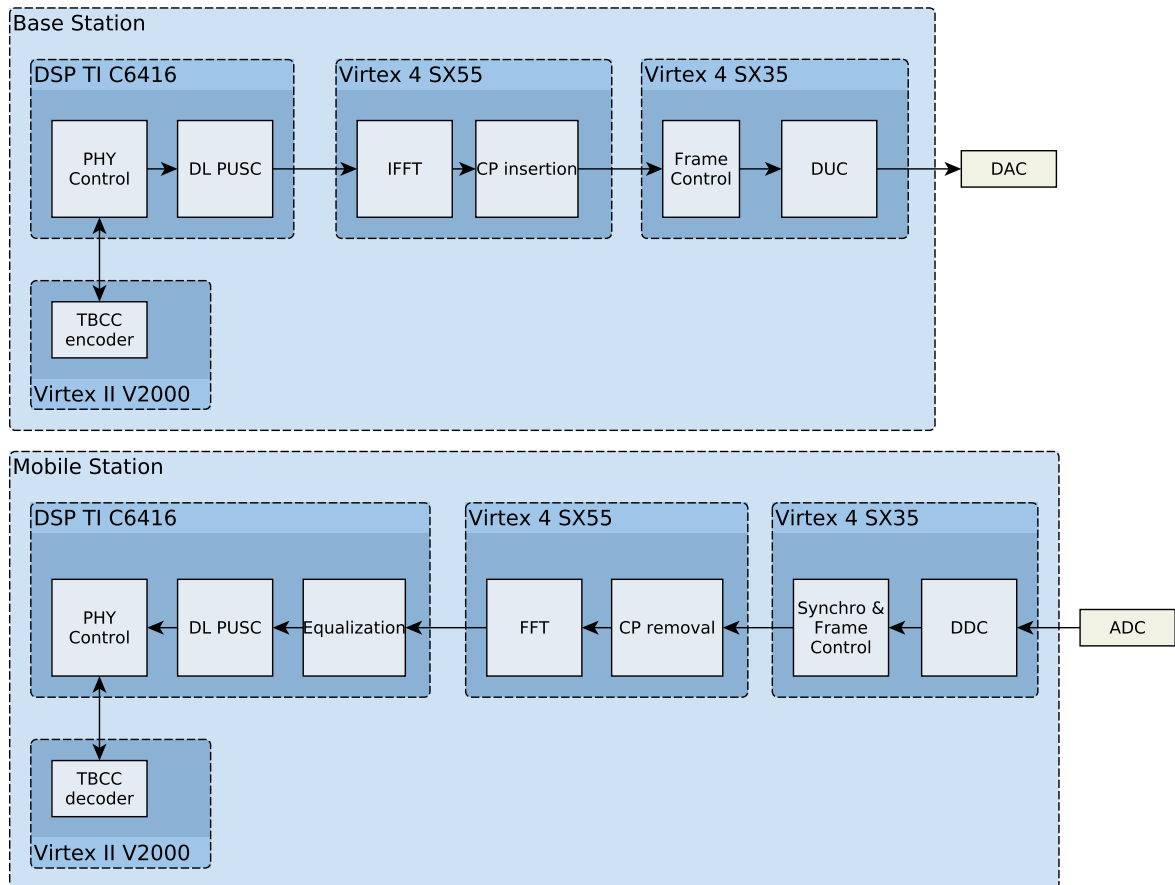 Base Station
DSP TI C6416
Virtex 4 SX55
Virtex 4 SX35
PHY
Control
DL PUSC
IFFT
CP insertion
Frame
Control
DUC
DAC
TBCC
encoder
Virtex II V2000
Mobile Station
DSP TI C6416
Virtex 4 SX55
Virtex 4 SX35
PHY
Control
DL PUSC
Equalization
FFT
CP removal
Synchro &
Frame
Control
DDC
ADC
TBCC
decoder
Virtex II V2000